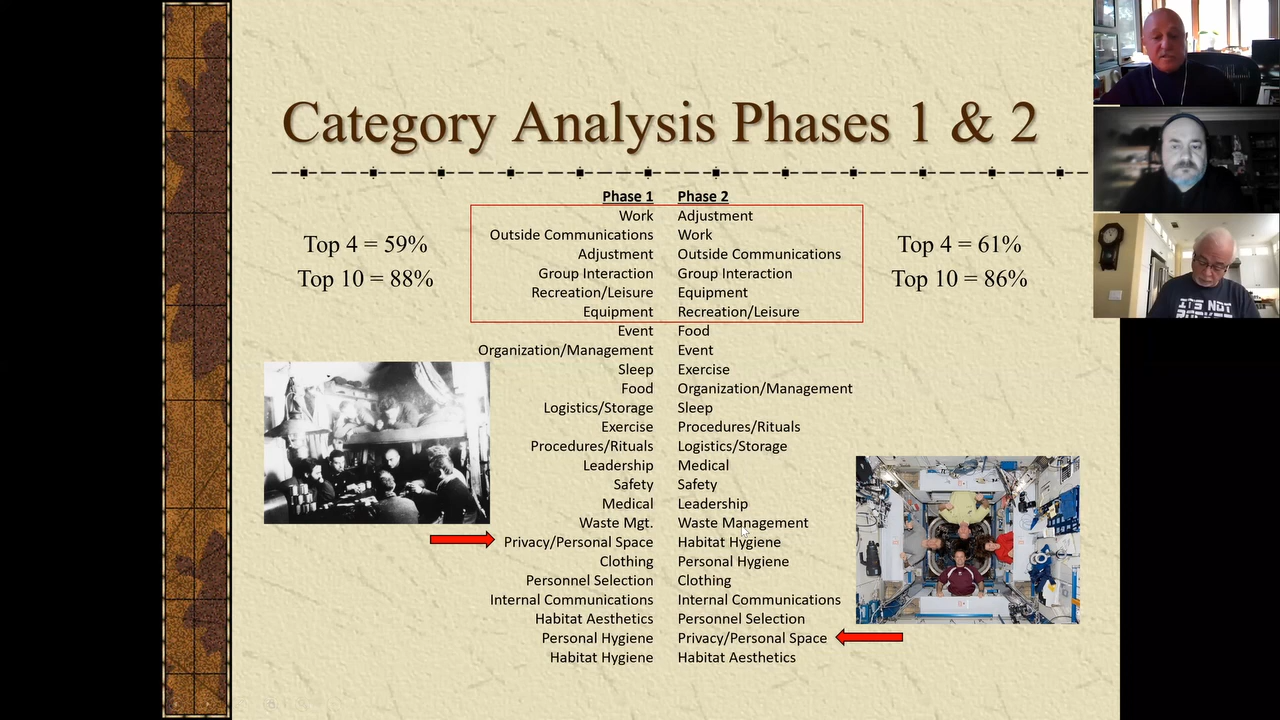 Category Analysis Phases 1 & 2
Phase 1 Phase 2
Work Adjustment
Outside Communications Work
Adjustment Outside Communications
Group Interaction Group Interaction
Recreation/Leisure Equipment
Equipment Recreation/Leisure
Event Food
Organization/Management Event
Sleep Exercise
Food Organization/Management
Logistics/Storage Sleep
Exercise Procedures/Rituals
Procedures/Rituals Logistics/Storage
Leadership Medical
Safety Safety
Medical Leadership
Waste Mgt. Waste Management
Privacy/Personal Space Habitat Hygiene
Clothing Personal Hygiene
Personnel Selection Clothing
Internal Communications Internal Communications
Habitat Aesthetics Personnel Selection
Personal Hygiene Privacy/Personal Space
Habitat Hygiene Habitat Aesthetics
Top 4 = 59%
Top 10 = 88%
Top 4 = 61%
Top 10 = 86%
IT'S NOT